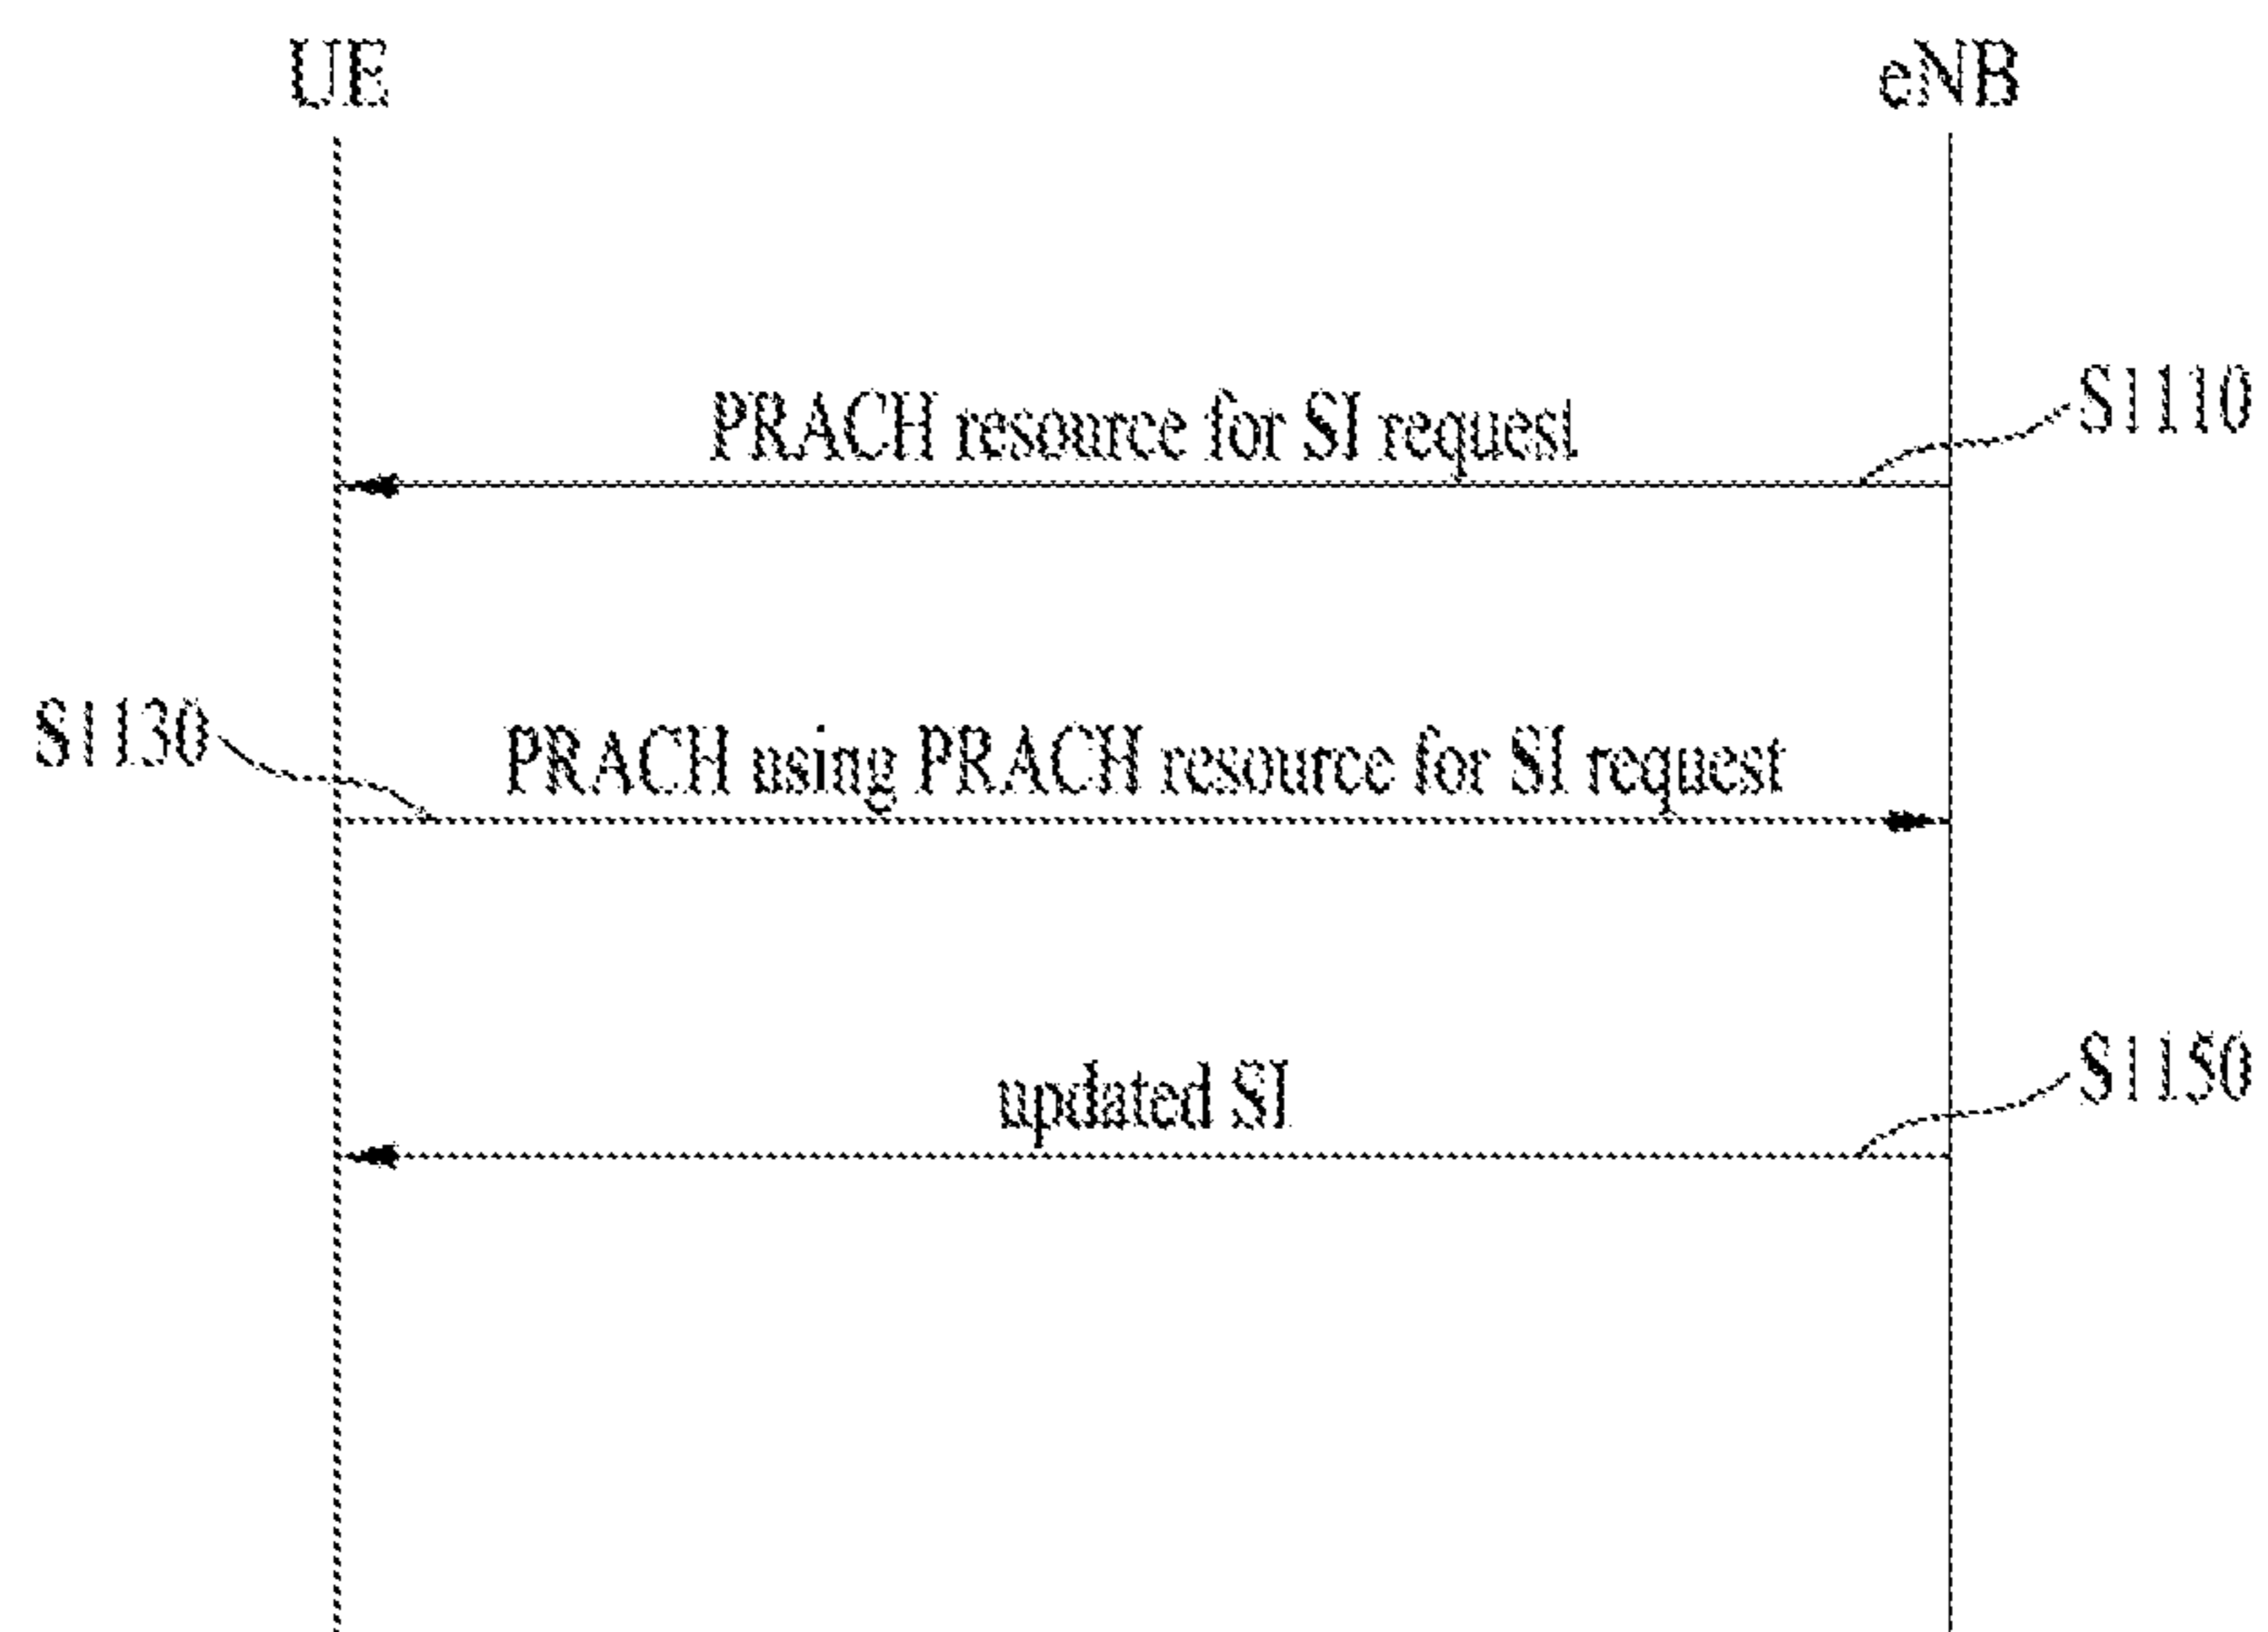 UE
eNB
PRACH resource for SI request
S1110
S1130
PRACH using PRACH resource for SI request
updated SI
S1150